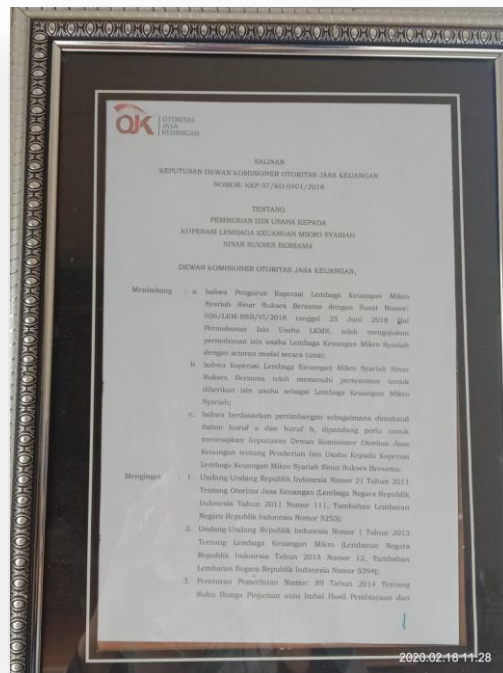 OJK
OTORITAS
JASA
KEUANGAN
SALINAN
KEPUTUSAN DEWAN KOMISIONER OTORITAS JASA KEUANGAN
NOMOR: KEP-57/KO.0401/2018
TENTANG
PEMBERIAN IZIN USAHA KEPADA
KOPERASI LEMBAGA KEUANGAN MIKRO SYARIAH
SINAR SUKSES BERSAMA
DEWAN KOMISIONER OTORITAS JASA KEUANGAN,
Menimbang : a. bahwa Pengurus Koperasi Lembaga Keuangan Mikro
Syariah Sinar Sukses Bersama dengan Surat Nomor:
026/LKM-SSB/VI/2018 tanggal 25 Juni 2018 Hal
Permohonan Izin Usaha LKMS, telah mengajukan
permohonan izin usaha Lembaga Keuangan Mikro Syariah
dengan setoran modal secara tunai;
b. bahwa Koperasi Lembaga Keuangan Mikro Syariah Sinar
Sukses Bersama telah memenuhi persyaratan untuk
diberikan izin usaha sebagai Lembaga Keuangan Mikro
Syariah;
c. bahwa berdasarkan pertimbangan sebagaimana dimaksud
dalam huruf a dan huruf b, dipandang perlu untuk
menetapkan Keputusan Dewan Komisioner Otoritas Jasa
Keuangan tentang Pemberian Izin Usaha Kepada Koperasi
Lembaga Keuangan Mikro Syariah Sinar Sukses Bersama.
Mengingat : 1. Undang-Undang Republik Indonesia Nomor 21 Tahun 2011
Tentang Otoritas Jasa Keuangan (Lembaga Negara Republik
Indonesia Tahun 2011 Nomor 111, Tambahan Lembaran
Negara Republik Indonesia Nomor 5253);
2. Undang-Undang Republik Indonesia Nomor 1 Tahun 2013
Tentang Lembaga Keuangan Mikro (Lembaran Negara
Republik Indonesia Tahun 2013 Nomor 12, Tambahan
Lembaran Negara Republik Indonesia Nomor 5394);
3. Peraturan Pemerintah Nomor 89 Tahun 2014 Tentang
Suku Bunga Pinjaman atau Imbal Hasil Pembiayaan dan
2020.02.18 11:28